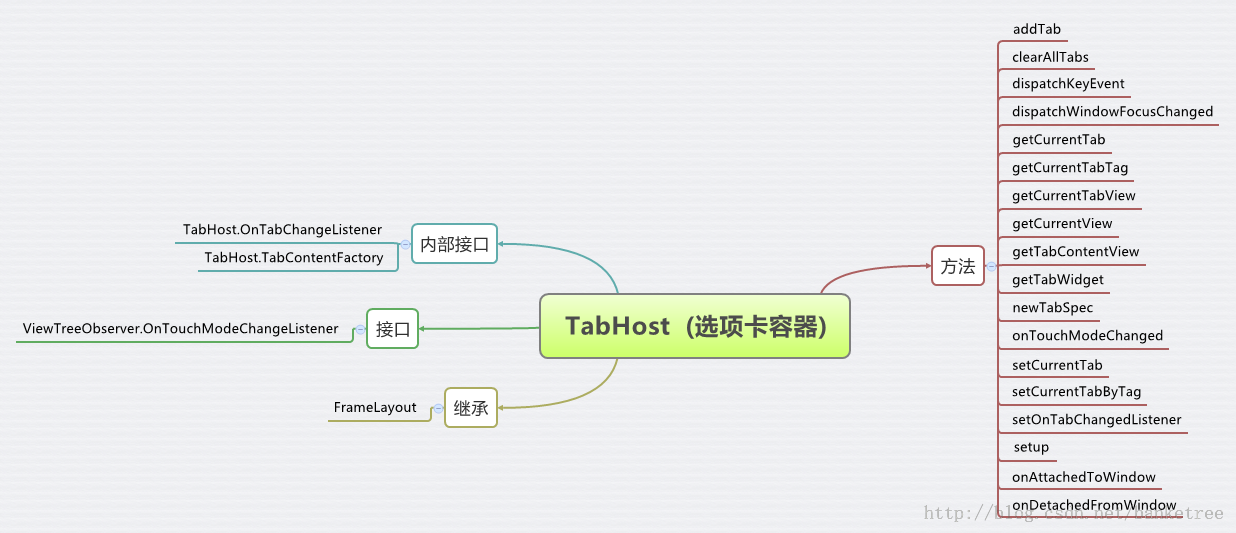 TabHost (选项卡容器)
内部接口
TabHost.OnTabChangeListener
TabHost.TabContentFactory
接口
ViewTreeObserver.OnTouchModeChangeListener
继承
FrameLayout
方法
addTab
clearAllTabs
dispatchKeyEvent
dispatchWindowFocusChanged
getCurrentTab
getCurrentTabTag
getCurrentTabView
getCurrentView
getTabContentView
getTabWidget
newTabSpec
onTouchModeChanged
setCurrentTab
setCurrentTabByTag
setOnTabChangedListener
setup
onAttachedToWindow
onDetachedFromWindow
http://blog.csdn.net/banketree